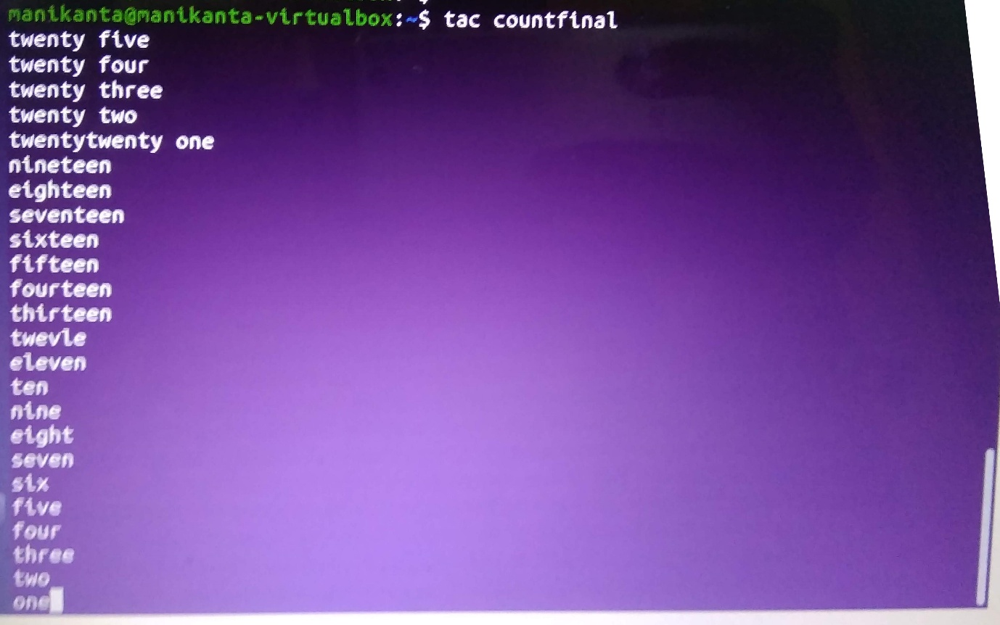 manikanta@manikanta-virtualbox:~$ tac countfinal
twenty five
twenty four
twenty three
twenty two
twentytwenty one
nineteen
eighteen
seventeen
sixteen
fifteen
fourteen
thirteen
twevle
eleven
ten
nine
eight
seven
six
five
four
three
two
one